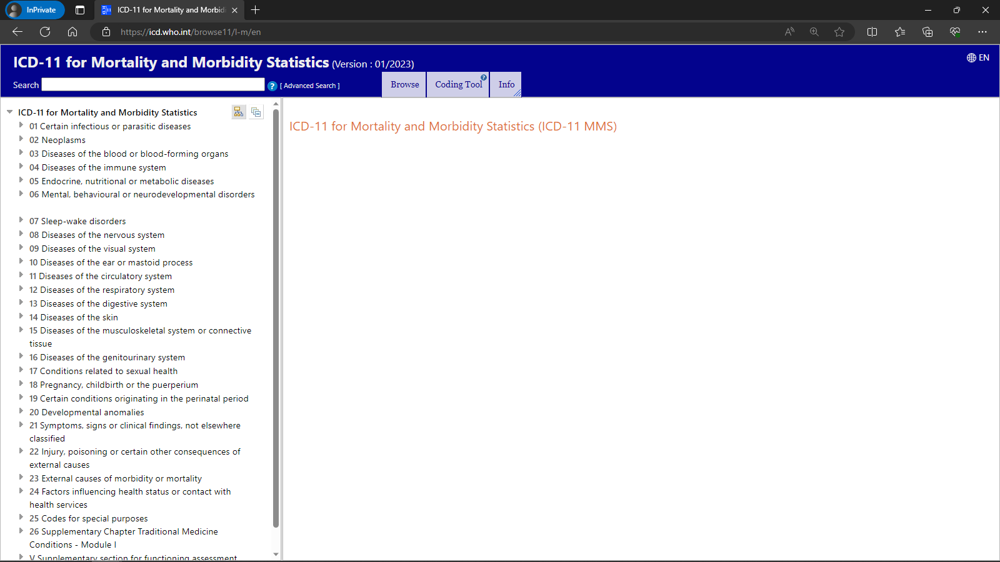 InPrivate
ICD-11 for Mortality and Morbidi
https://icd.who.int/browse11/l-m/en
ICD-11 for Mortality and Morbidity Statistics (Version : 01/2023)
EN
Search
? [ Advanced Search ]
Browse
Coding Tool ?
Info
ICD-11 for Mortality and Morbidity Statistics
01 Certain infectious or parasitic diseases
02 Neoplasms
03 Diseases of the blood or blood-forming organs
04 Diseases of the immune system
05 Endocrine, nutritional or metabolic diseases
06 Mental, behavioural or neurodevelopmental disorders
07 Sleep-wake disorders
08 Diseases of the nervous system
09 Diseases of the visual system
10 Diseases of the ear or mastoid process
11 Diseases of the circulatory system
12 Diseases of the respiratory system
13 Diseases of the digestive system
14 Diseases of the skin
15 Diseases of the musculoskeletal system or connective
tissue
16 Diseases of the genitourinary system
17 Conditions related to sexual health
18 Pregnancy, childbirth or the puerperium
19 Certain conditions originating in the perinatal period
20 Developmental anomalies
21 Symptoms, signs or clinical findings, not elsewhere
classified
22 Injury, poisoning or certain other consequences of
external causes
23 External causes of morbidity or mortality
24 Factors influencing health status or contact with
health services
25 Codes for special purposes
26 Supplementary Chapter Traditional Medicine
Conditions - Module I
V Supplementary section for functioning assessment
ICD-11 for Mortality and Morbidity Statistics (ICD-11 MMS)